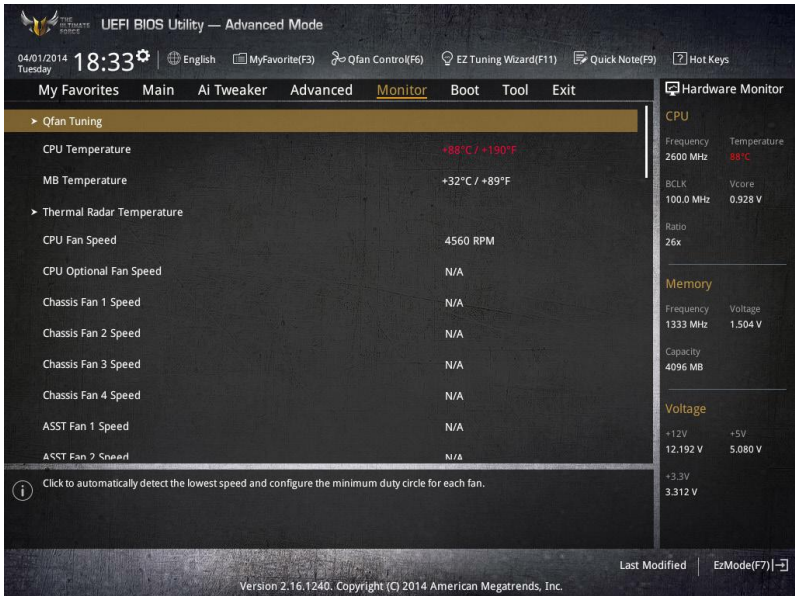 THE ULTIMATE FORCE
UEFI BIOS Utility — Advanced Mode
04/01/2014
Tuesday
18:33
English
MyFavorite(F3)
Qfan Control(F6)
EZ Tuning Wizard(F11)
Quick Note(F9)
? Hot Keys
My Favorites Main Ai Tweaker Advanced Monitor Boot Tool Exit
> Qfan Tuning
CPU Temperature +88°C / +190°F
MB Temperature +32°C / +89°F
> Thermal Radar Temperature
CPU Fan Speed 4560 RPM
CPU Optional Fan Speed N/A
Chassis Fan 1 Speed N/A
Chassis Fan 2 Speed N/A
Chassis Fan 3 Speed N/A
Chassis Fan 4 Speed N/A
ASST Fan 1 Speed N/A
ASST Fan 2 Speed N/A
Click to automatically detect the lowest speed and configure the minimum duty circle for each fan.
Hardware Monitor
CPU
Frequency Temperature
2600 MHz 88°C
BCLK Vcore
100.0 MHz 0.928 V
Ratio
26x
Memory
Frequency Voltage
1333 MHz 1.504 V
Capacity
4096 MB
Voltage
+12V +5V
12.192 V 5.080 V
+3.3V
3.312 V
Last Modified
EzMode(F7)
Version 2.16.1240. Copyright (C) 2014 American Megatrends, Inc.